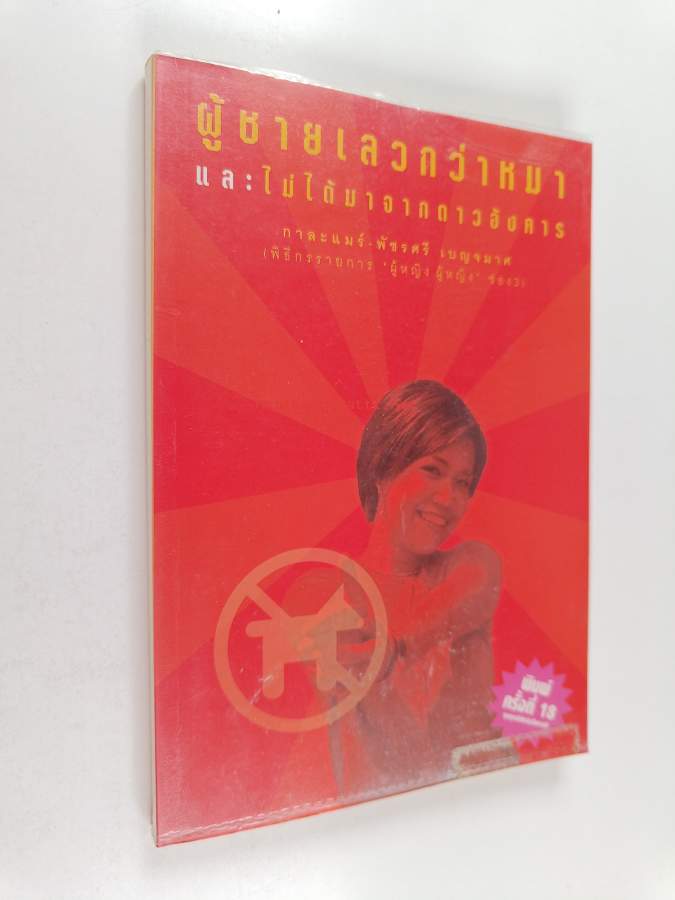 ผู้ชายเลวกว่าหมา
และไม่ได้มาจากดาวอังคาร
กาละแมร์-พัชรศรี เบญจมาศ
(พิธีกรรายการ "ผู้หญิง ผู้หญิง" ช่อง3)
พิมพ์
ครั้งที่ 18